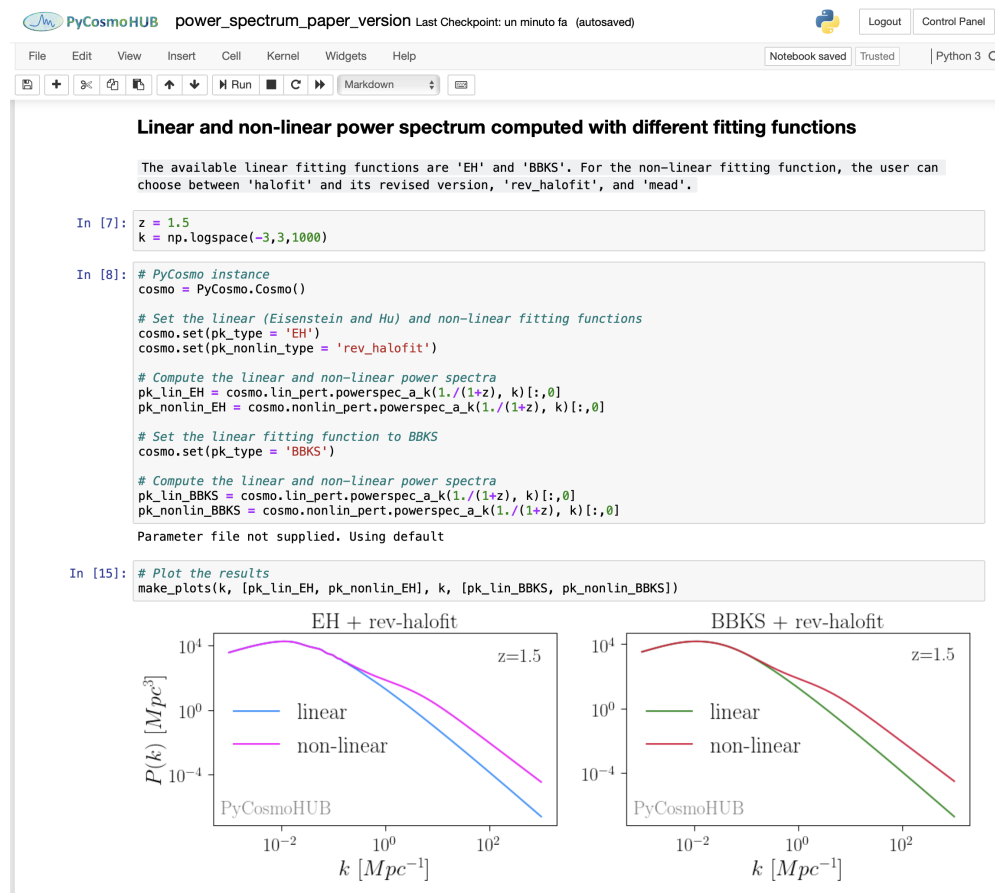 PyCosmoHUB power_spectrum_paper_version Last Checkpoint: un minuto fa (autosaved) Logout Control Panel
File Edit View Insert Cell Kernel Widgets Help Notebook saved Trusted Python 3
Run Markdown
Linear and non-linear power spectrum computed with different fitting functions
The available linear fitting functions are 'EH' and 'BBKS'. For the non-linear fitting function, the user can
choose between 'halofit' and its revised version, 'rev_halofit', and 'mead'.
In [7]: z = 1.5
k = np.logspace(-3,3,1000)
In [8]: # PyCosmo instance
cosmo = PyCosmo.Cosmo()
# Set the linear (Eisenstein and Hu) and non-linear fitting functions
cosmo.set(pk_type = 'EH')
cosmo.set(pk_nonlin_type = 'rev_halofit')
# Compute the linear and non-linear power spectra
pk_lin_EH = cosmo.lin_pert.powerspec_a_k(1./(1+z), k)[:,0]
pk_nonlin_EH = cosmo.nonlin_pert.powerspec_a_k(1./(1+z), k)[:,0]
# Set the linear fitting function to BBKS
cosmo.set(pk_type = 'BBKS')
# Compute the linear and non-linear power spectra
pk_lin_BBKS = cosmo.lin_pert.powerspec_a_k(1./(1+z), k)[:,0]
pk_nonlin_BBKS = cosmo.nonlin_pert.powerspec_a_k(1./(1+z), k)[:,0]
Parameter file not supplied. Using default
In [15]: # Plot the results
make_plots(k, [pk_lin_EH, pk_nonlin_EH], k, [pk_lin_BBKS, pk_nonlin_BBKS])
EH + rev-halofit
z=1.5
10⁴
10⁰
10⁻⁴
P(k) [Mpc³]
linear
non-linear
PyCosmoHUB
10⁻² 10⁰ 10²
k [Mpc⁻¹]
BBKS + rev-halofit
z=1.5
10⁴
10⁰
10⁻⁴
linear
non-linear
PyCosmoHUB
10⁻² 10⁰ 10²
k [Mpc⁻¹]